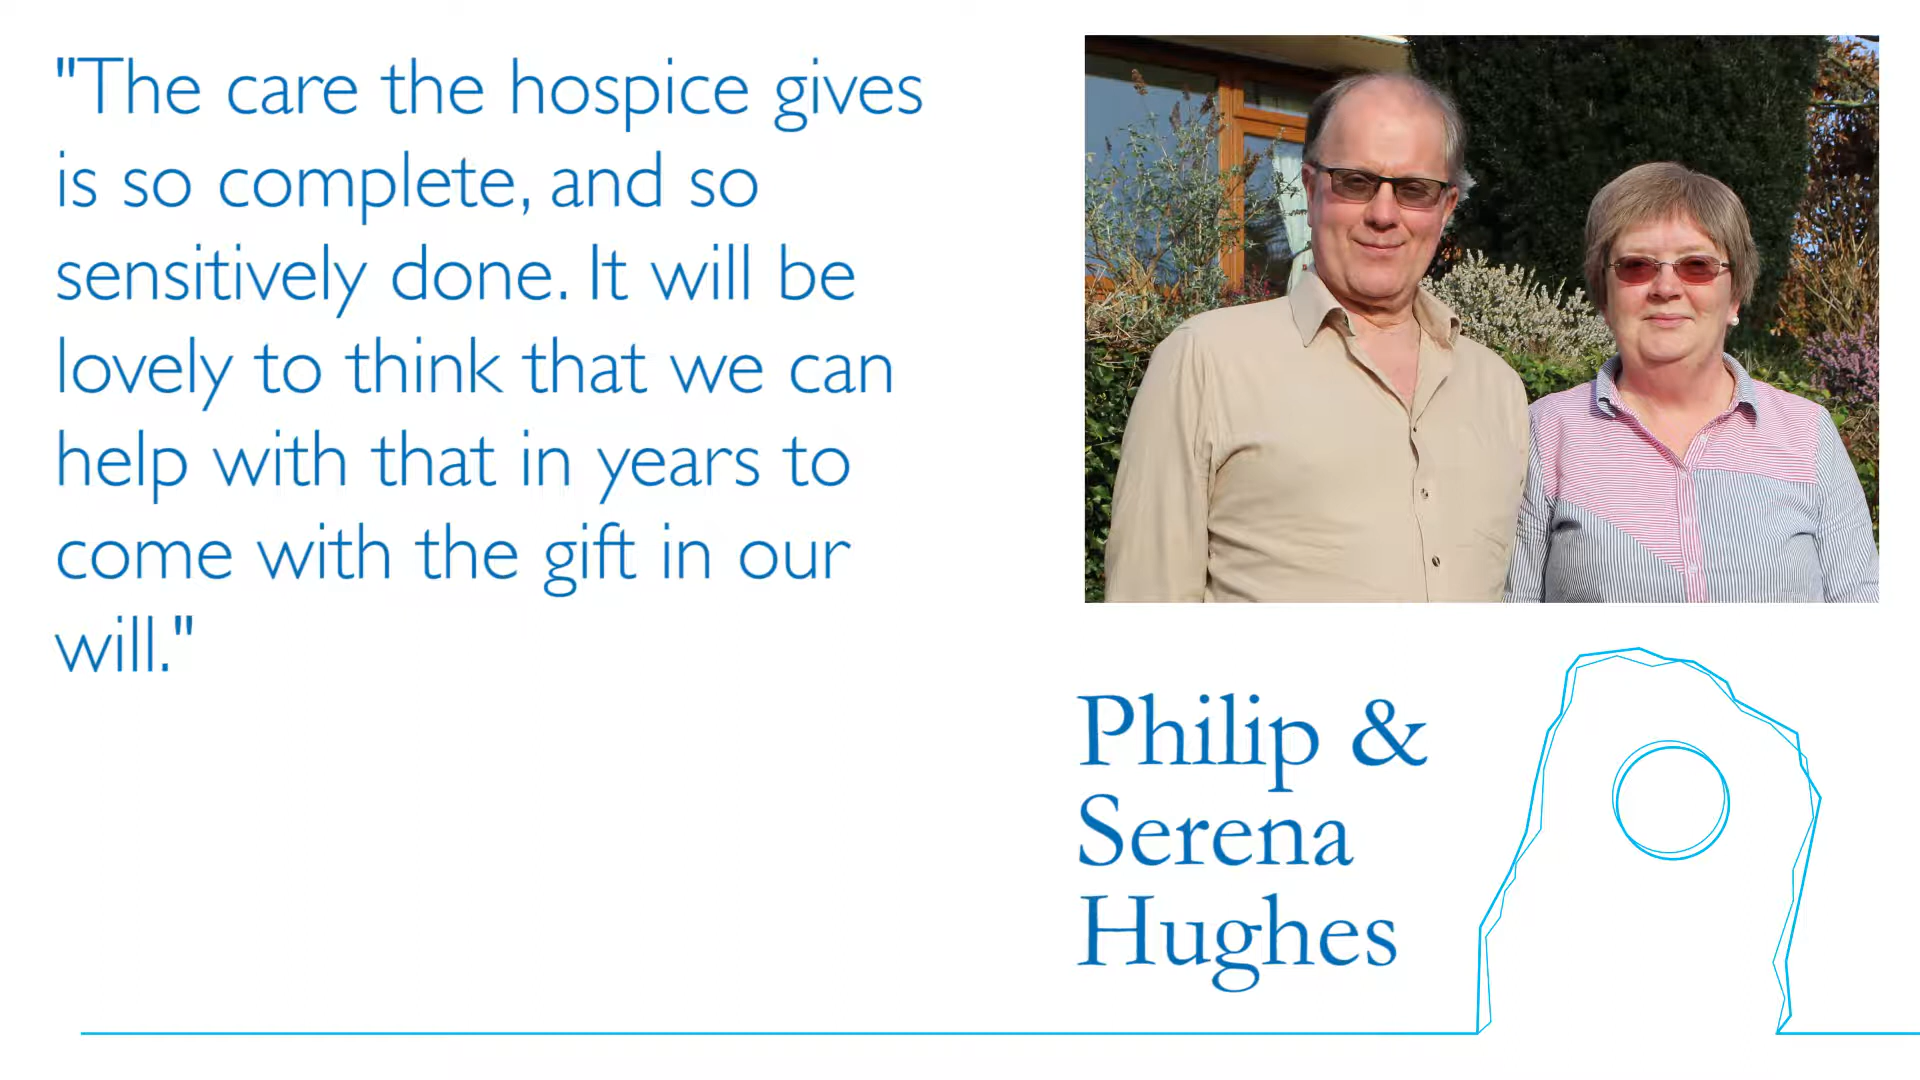 "The care the hospice gives
is so complete, and so
sensitively done. It will be
lovely to think that we can
help with that in years to
come with the gift in our
will."
Philip &
Serena
Hughes